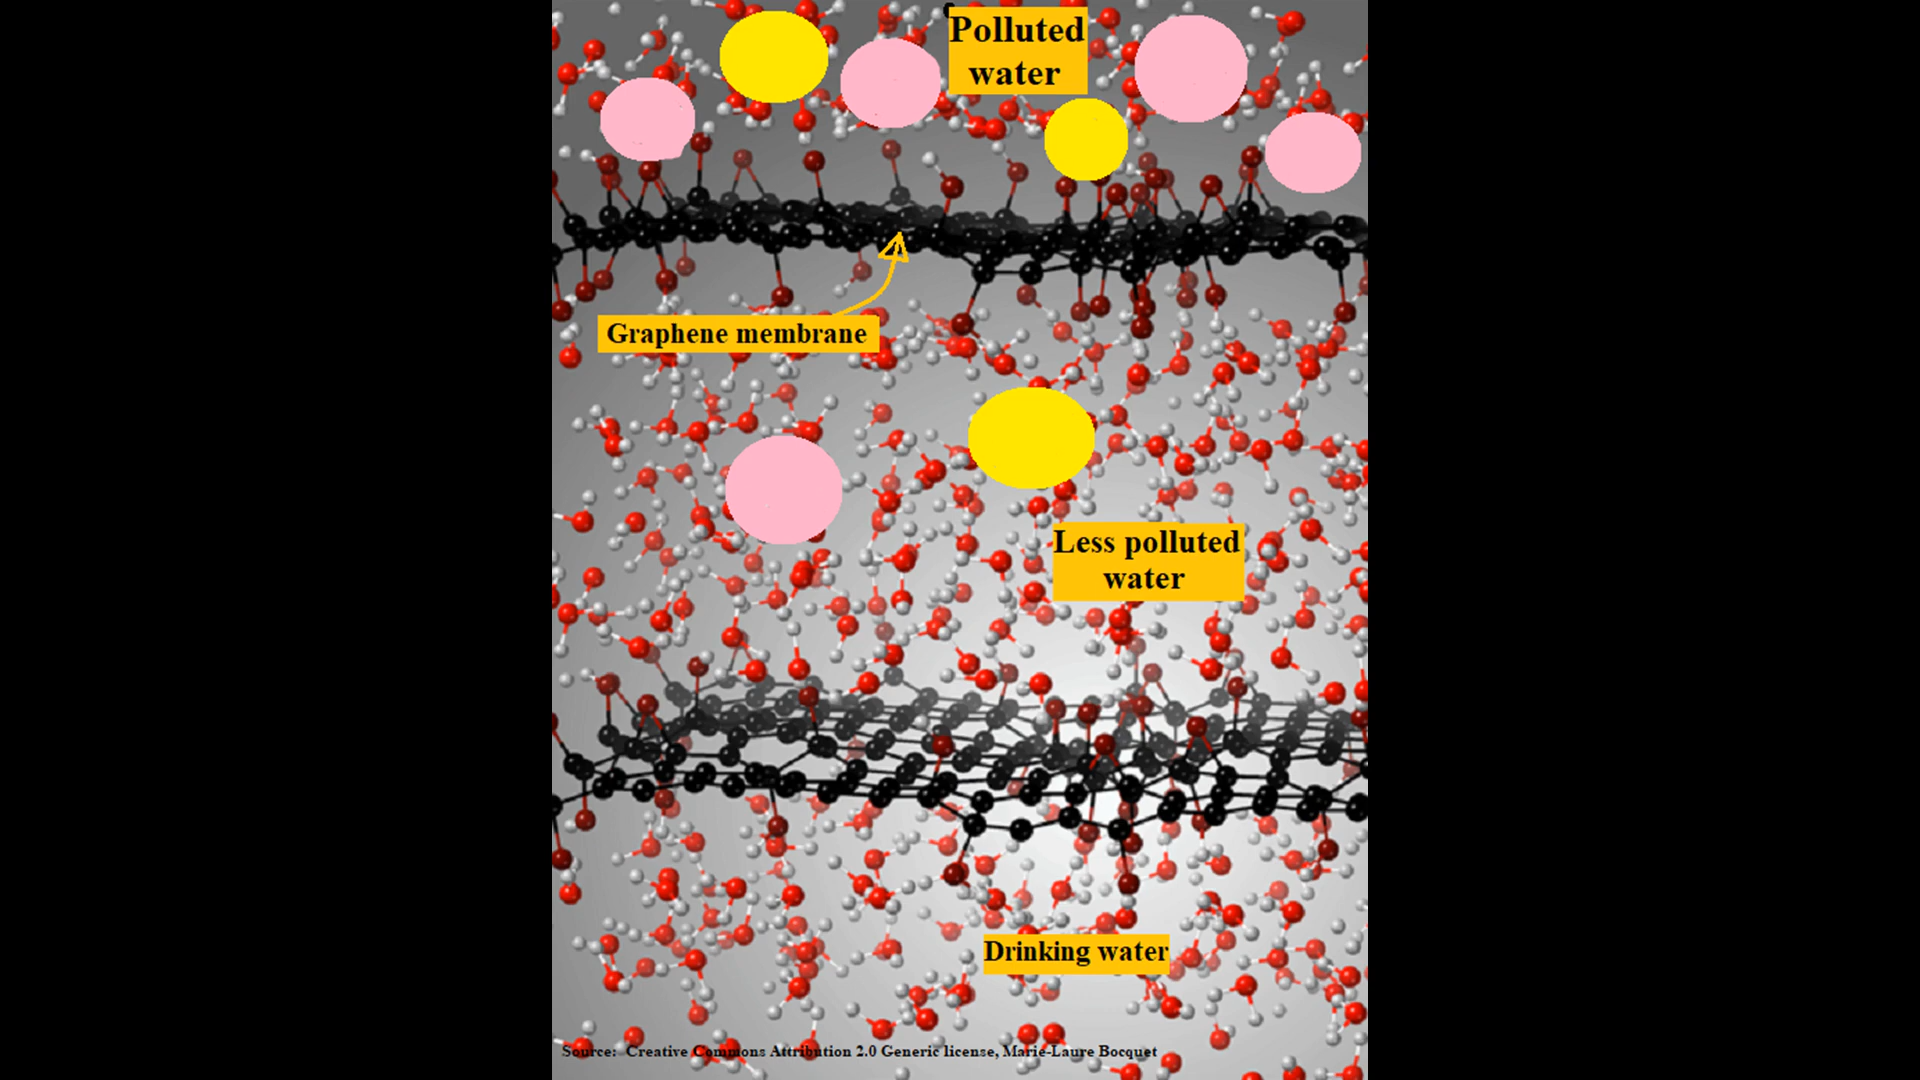 Polluted
water
Graphene membrane
Less polluted
water
Drinking water
Source: Creative Commons Attribution 2.0 Generic license, Marie-Laure Bocquet